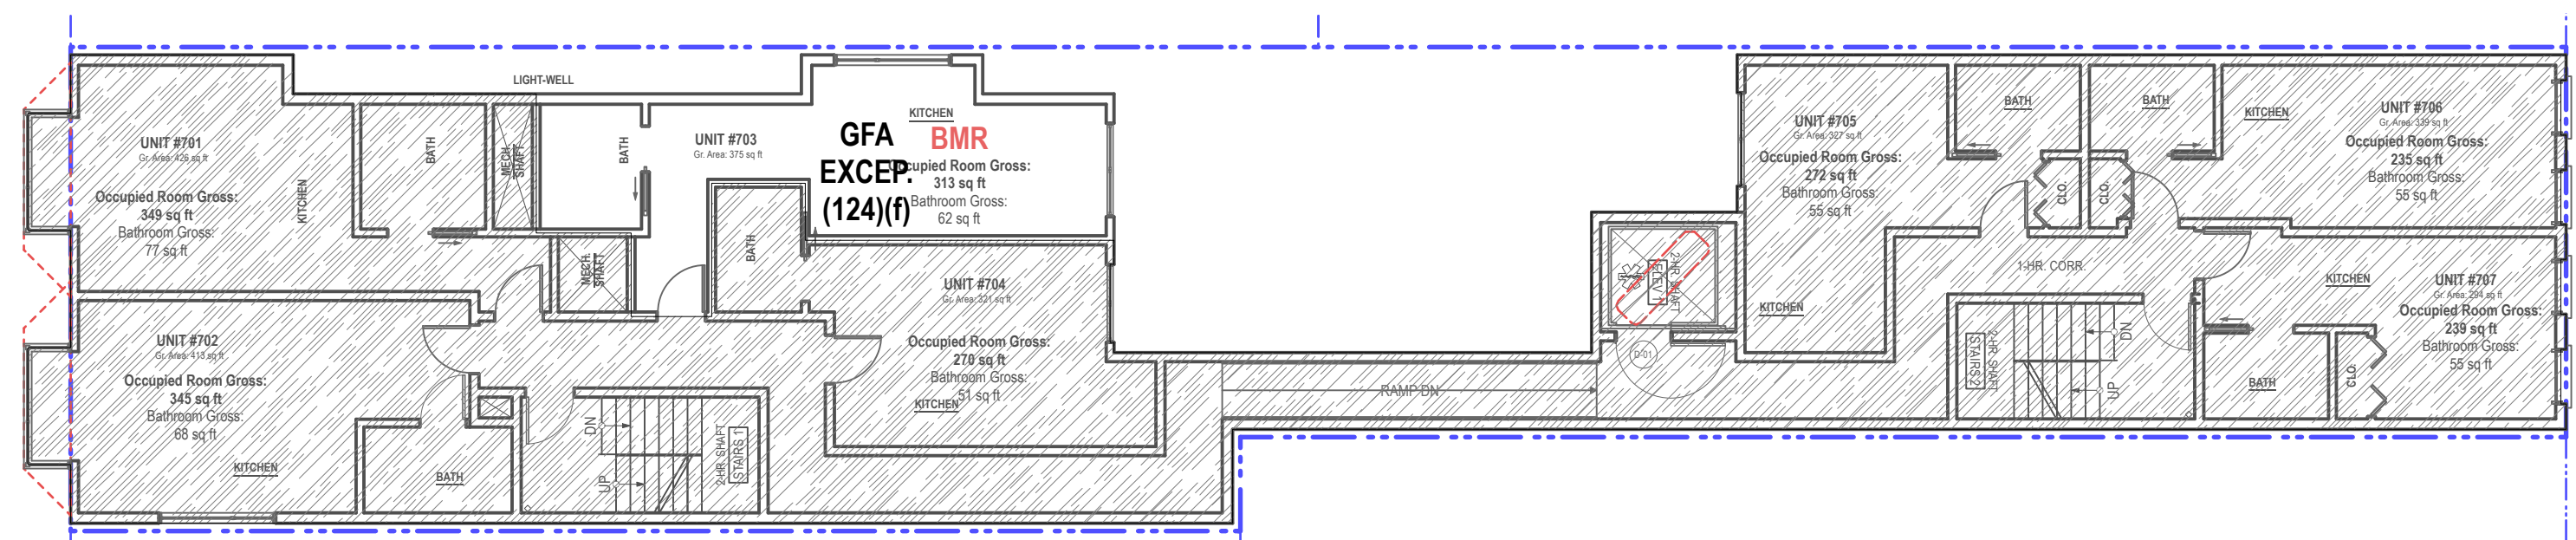 LIGHT-WELL
UNIT #701
Gr. Area: 426 sq ft
Occupied Room Gross:
349 sq ft
Bathroom Gross:
77 sq ft
KITCHEN
BATH
MECH.
SHAFT
BATH
UNIT #703
Gr. Area: 375 sq ft
KITCHEN
GFA
EXCEP.
(124)(f)
BMR
Occupied Room Gross:
313 sq ft
Bathroom Gross:
62 sq ft
MECH.
SHAFT
BATH
UNIT #702
Gr. Area: 413 sq ft
Occupied Room Gross:
345 sq ft
Bathroom Gross:
68 sq ft
KITCHEN
BATH
DN
UP
2-HR. SHAFT
STAIRS 1
UNIT #704
Gr. Area: 321 sq ft
Occupied Room Gross:
270 sq ft
Bathroom Gross:
51 sq ft
KITCHEN
RAMP DN
2-HR. SHAFT
ELEV 1
D-01
UNIT #705
Gr. Area: 327 sq ft
Occupied Room Gross:
272 sq ft
Bathroom Gross:
55 sq ft
KITCHEN
BATH
CLO.
BATH
CLO.
KITCHEN
UNIT #706
Gr. Area: 339 sq ft
Occupied Room Gross:
235 sq ft
Bathroom Gross:
55 sq ft
1-HR. CORR.
2-HR. SHAFT
STAIRS 2
DN
UP
KITCHEN
UNIT #707
Gr. Area: 294 sq ft
Occupied Room Gross:
239 sq ft
Bathroom Gross:
55 sq ft
BATH
CLO.